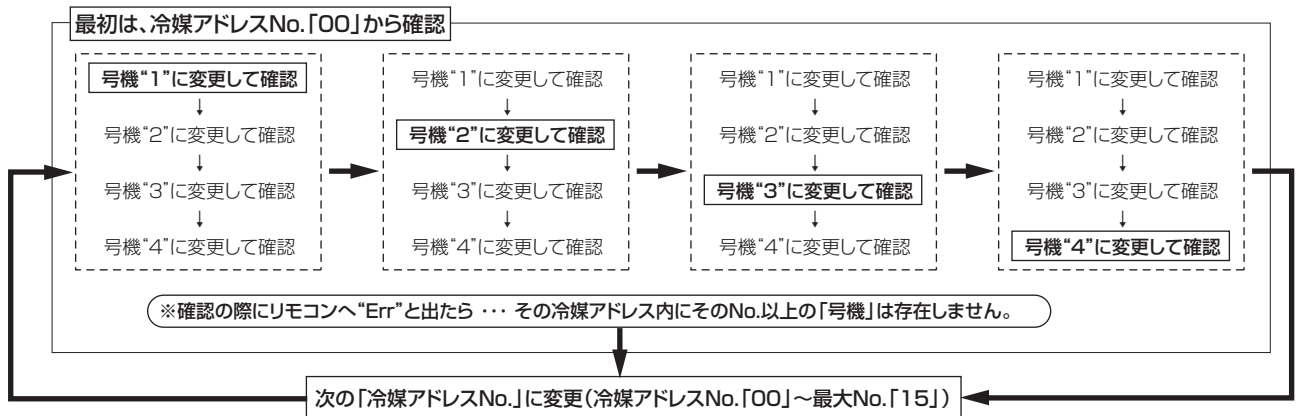 最初は、冷媒アドレスNo.「00」から確認
号機“1”に変更して確認
↓
号機“2”に変更して確認
↓
号機“3”に変更して確認
↓
号機“4”に変更して確認
号機“1”に変更して確認
↓
号機“2”に変更して確認
↓
号機“3”に変更して確認
↓
号機“4”に変更して確認
号機“1”に変更して確認
↓
号機“2”に変更して確認
↓
号機“3”に変更して確認
↓
号機“4”に変更して確認
号機“1”に変更して確認
↓
号機“2”に変更して確認
↓
号機“3”に変更して確認
↓
号機“4”に変更して確認
※確認の際にリモコンへ“Err”と出たら ･･･ その冷媒アドレス内にそのNo.以上の「号機」は存在しません。
次の「冷媒アドレスNo.」に変更(冷媒アドレスNo.「00」～最大No.「15」)